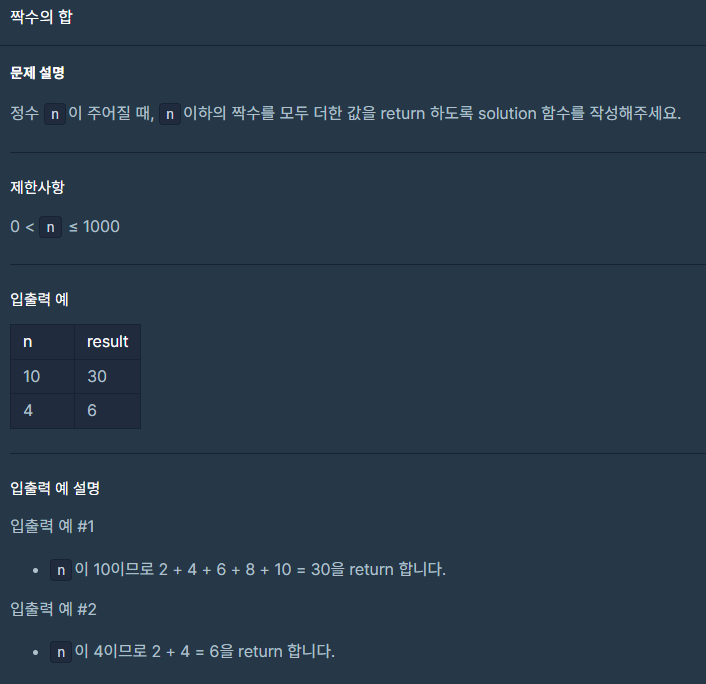 짝수의 합
문제 설명
정수 n이 주어질 때, n이하의 짝수를 모두 더한 값을 return 하도록 solution 함수를 작성해주세요.
제한사항
0 < n ≤ 1000
입출력 예
n result
10 30
4 6
입출력 예 설명
입출력 예 #1
• n이 10이므로 2 + 4 + 6 + 8 + 10 = 30을 return 합니다.
입출력 예 #2
• n이 4이므로 2 + 4 = 6을 return 합니다.